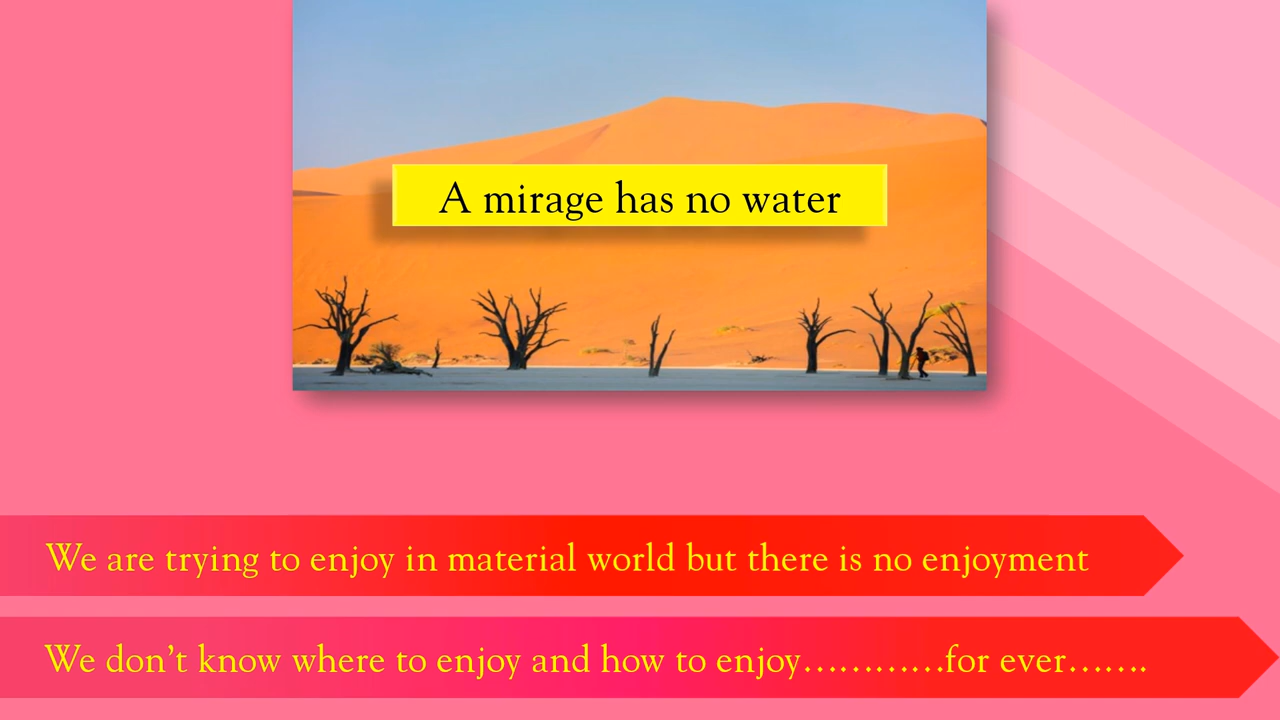 A mirage has no water
We are trying to enjoy in material world but there is no enjoyment
We don’t know where to enjoy and how to enjoy…………for ever…….